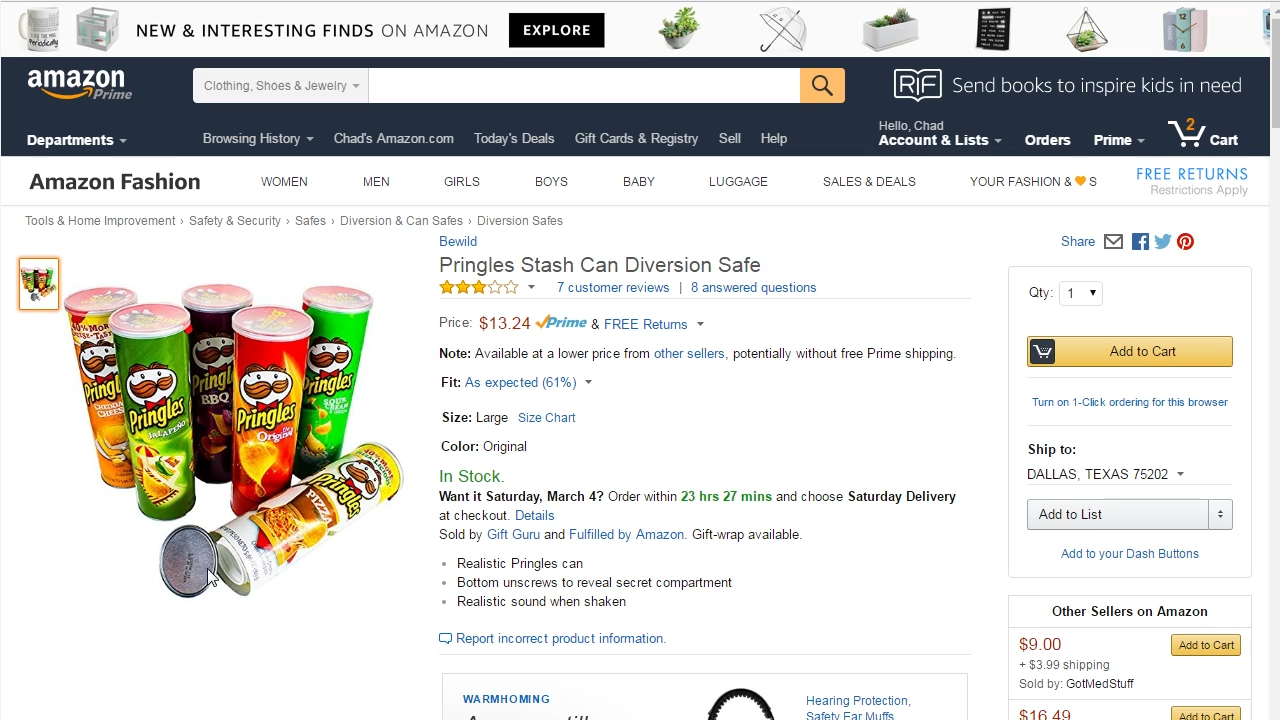 NEW & INTERESTING FINDS ON AMAZON
EXPLORE
amazon
Prime
Clothing, Shoes & Jewelry
RIF
Send books to inspire kids in need
Departments
Browsing History
Chad's Amazon.com
Today's Deals
Gift Cards & Registry
Sell
Help
Hello, Chad
Account & Lists
Orders
Prime
2
Cart
Amazon Fashion
WOMEN
MEN
GIRLS
BOYS
BABY
LUGGAGE
SALES & DEALS
YOUR FASHION & 🧡 S
FREE RETURNS
Restrictions Apply
Tools & Home Improvement › Safety & Security › Safes › Diversion & Can Safes › Diversion Safes
Bewild
Share
Pringles Stash Can Diversion Safe
7 customer reviews | 8 answered questions
Price: $13.24 Prime & FREE Returns
Note: Available at a lower price from other sellers, potentially without free Prime shipping.
Fit: As expected (61%)
Size: Large Size Chart
Color: Original
In Stock.
Want it Saturday, March 4? Order within 23 hrs 27 mins and choose Saturday Delivery
at checkout. Details
Sold by Gift Guru and Fulfilled by Amazon. Gift-wrap available.
Realistic Pringles can
Bottom unscrews to reveal secret compartment
Realistic sound when shaken
Report incorrect product information.
WARMHOMING
Hearing Protection,
Safety Ear Muffs
Qty: 1
Add to Cart
Turn on 1-Click ordering for this browser
Ship to:
DALLAS, TEXAS 75202
Add to List
Add to your Dash Buttons
Other Sellers on Amazon
$9.00
Add to Cart
+ $3.99 shipping
Sold by: GotMedStuff
$16.49
Add to Cart
Pringles
JALAPEÑO
Pringles
BBQ
Pringles
Original
Pringles
SOUR CREAM
Pringles
PIZZA
Pringles
CHEDDAR
CHEESE